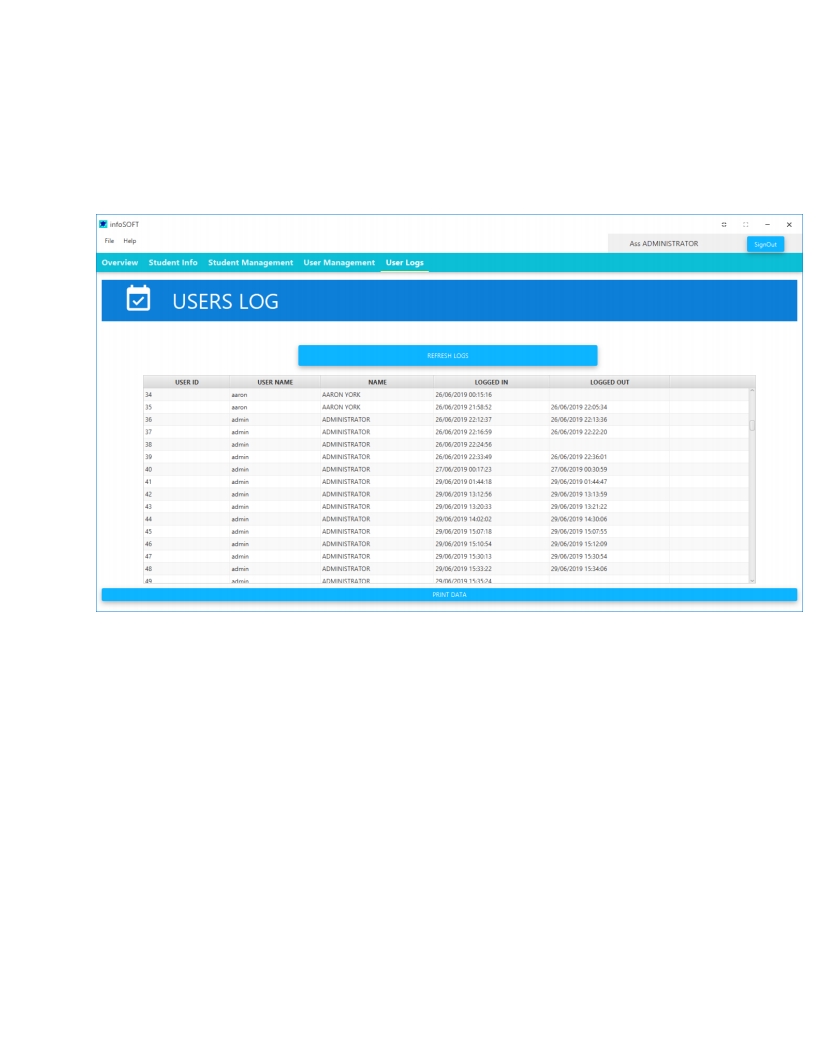 infoSOFT
File Help
Ass ADMINISTRATOR SignOut
Overview Student Info Student Management User Management User Logs
USERS LOG
REFRESH LOGS
USER ID USER NAME NAME LOGGED IN LOGGED OUT
34 aaron AARON YORK 26/06/2019 00:15:16
35 aaron AARON YORK 26/06/2019 21:58:52 26/06/2019 22:05:34
36 admin ADMINISTRATOR 26/06/2019 22:12:37 26/06/2019 22:13:36
37 admin ADMINISTRATOR 26/06/2019 22:16:59 26/06/2019 22:22:20
38 admin ADMINISTRATOR 26/06/2019 22:24:56
39 admin ADMINISTRATOR 26/06/2019 22:33:49 26/06/2019 22:36:01
40 admin ADMINISTRATOR 27/06/2019 00:17:23 27/06/2019 00:30:59
41 admin ADMINISTRATOR 29/06/2019 01:44:18 29/06/2019 01:44:47
42 admin ADMINISTRATOR 29/06/2019 13:12:56 29/06/2019 13:13:59
43 admin ADMINISTRATOR 29/06/2019 13:20:33 29/06/2019 13:21:22
44 admin ADMINISTRATOR 29/06/2019 14:02:02 29/06/2019 14:30:06
45 admin ADMINISTRATOR 29/06/2019 15:07:18 29/06/2019 15:07:55
46 admin ADMINISTRATOR 29/06/2019 15:10:54 29/06/2019 15:12:09
47 admin ADMINISTRATOR 29/06/2019 15:30:13 29/06/2019 15:30:54
48 admin ADMINISTRATOR 29/06/2019 15:33:22 29/06/2019 15:34:06
49 admin ADMINISTRATOR 29/06/2019 15:35:24
PRINT DATA